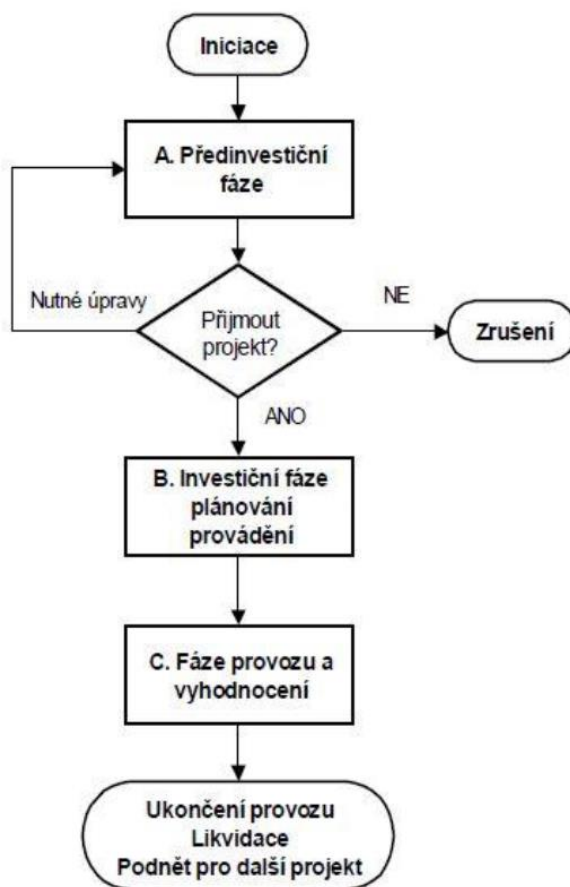 Iniciace
A. Předinvestiční
fáze
Nutné úpravy
Přijmout
projekt?
NE
Zrušení
ANO
B. Investiční fáze
plánování
provádění
C. Fáze provozu a
vyhodnocení
Ukončení provozu
Likvidace
Podnět pro další projekt